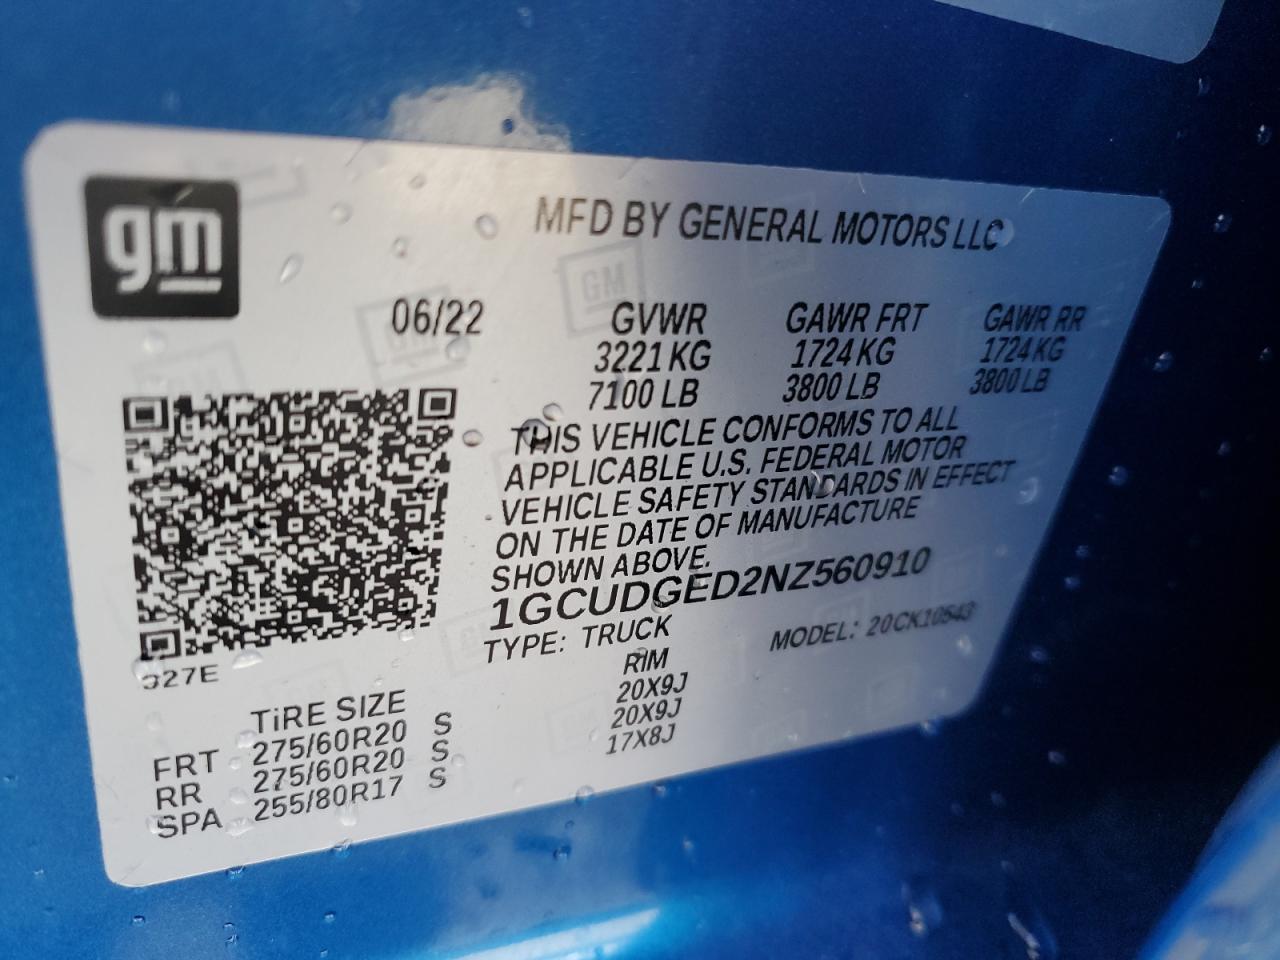 gm
MFD BY GENERAL MOTORS LLC
06/22 GVWR GAWR FRT GAWR RR
3221 KG 1724 KG 1724 KG
7100 LB 3800 LB 3800 LB
THIS VEHICLE CONFORMS TO ALL
APPLICABLE U.S. FEDERAL MOTOR
VEHICLE SAFETY STANDARDS IN EFFECT
ON THE DATE OF MANUFACTURE
SHOWN ABOVE.
1GCUDGED2NZ560910
TYPE: TRUCK MODEL: 20CK10543
327E
TiRE SIZE RIM
FRT 275/60R20 S 20X9J
RR 275/60R20 S 20X9J
SPA 255/80R17 S 17X8J